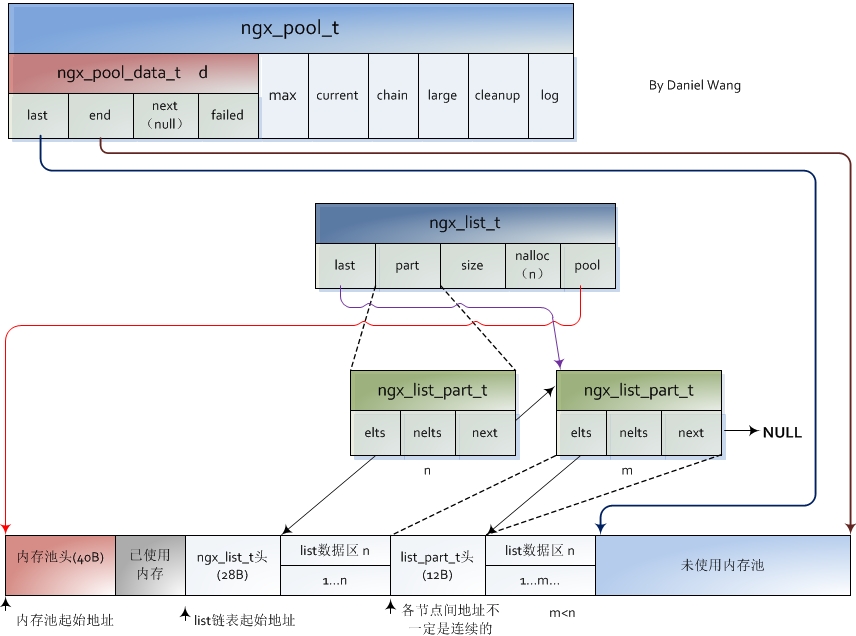 ngx_pool_t
ngx_pool_data_t d
max
current
chain
large
cleanup
log
last
end
next
（null）
failed
By Daniel Wang
ngx_list_t
last
part
size
nalloc
（n）
pool
ngx_list_part_t
elts
nelts
next
n
ngx_list_part_t
elts
nelts
next
m
NULL
内存池头(40B)
已使用
内存
ngx_list_t头
(28B)
list数据区 n
1...n
list_part_t头
(12B)
list数据区 n
1...m...
未使用内存池
内存池起始地址
list链表起始地址
各节点间地址不
一定是连续的
m<n